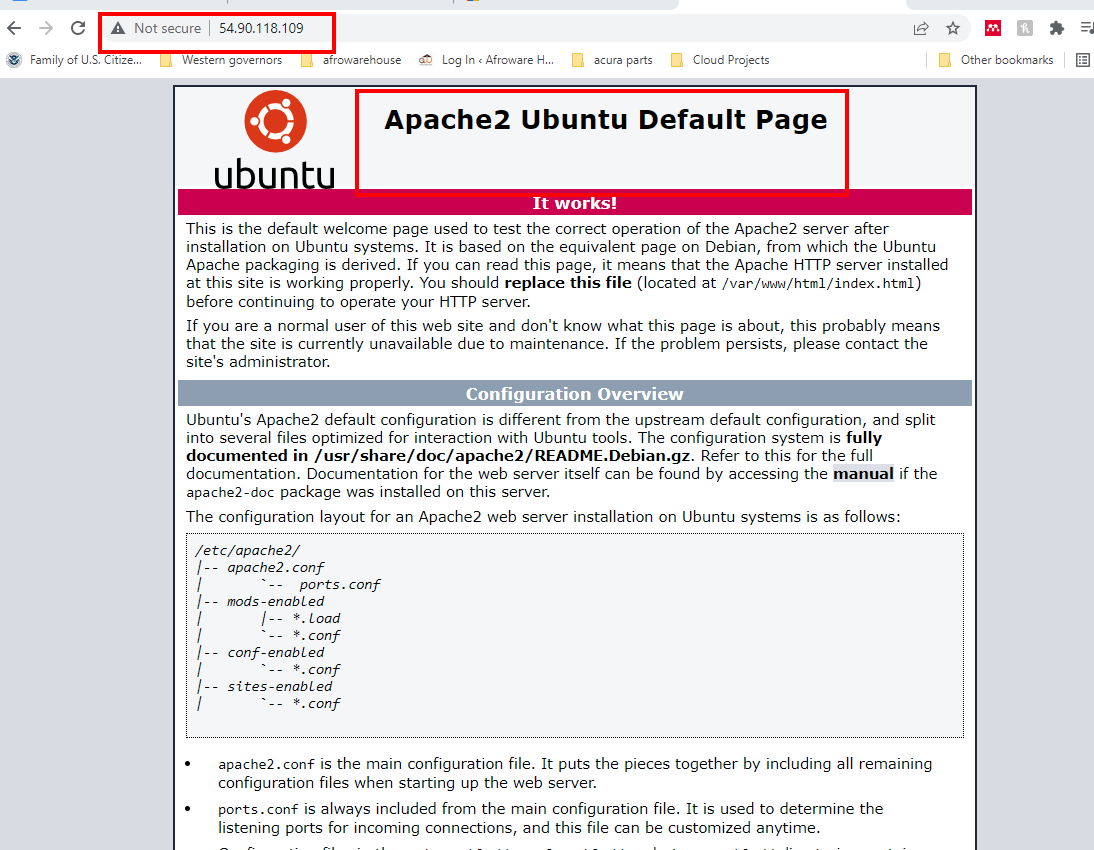 Not secure | 54.90.118.109
Family of U.S. Citize... Western governors afrowarehouse Log In ‹ Afroware H... acura parts Cloud Projects Other bookmarks
ubuntu
Apache2 Ubuntu Default Page
It works!
This is the default welcome page used to test the correct operation of the Apache2 server after
installation on Ubuntu systems. It is based on the equivalent page on Debian, from which the Ubuntu
Apache packaging is derived. If you can read this page, it means that the Apache HTTP server installed
at this site is working properly. You should replace this file (located at /var/www/html/index.html)
before continuing to operate your HTTP server.
If you are a normal user of this web site and don't know what this page is about, this probably means
that the site is currently unavailable due to maintenance. If the problem persists, please contact the
site's administrator.
Configuration Overview
Ubuntu's Apache2 default configuration is different from the upstream default configuration, and split
into several files optimized for interaction with Ubuntu tools. The configuration system is fully
documented in /usr/share/doc/apache2/README.Debian.gz. Refer to this for the full
documentation. Documentation for the web server itself can be found by accessing the manual if the
apache2-doc package was installed on this server.
The configuration layout for an Apache2 web server installation on Ubuntu systems is as follows:
/etc/apache2/
|-- apache2.conf
|       `--  ports.conf
|-- mods-enabled
|       |-- *.load
|       `-- *.conf
|-- conf-enabled
|       `-- *.conf
|-- sites-enabled
|       `-- *.conf
• apache2.conf is the main configuration file. It puts the pieces together by including all remaining
configuration files when starting up the web server.
• ports.conf is always included from the main configuration file. It is used to determine the
listening ports for incoming connections, and this file can be customized anytime.